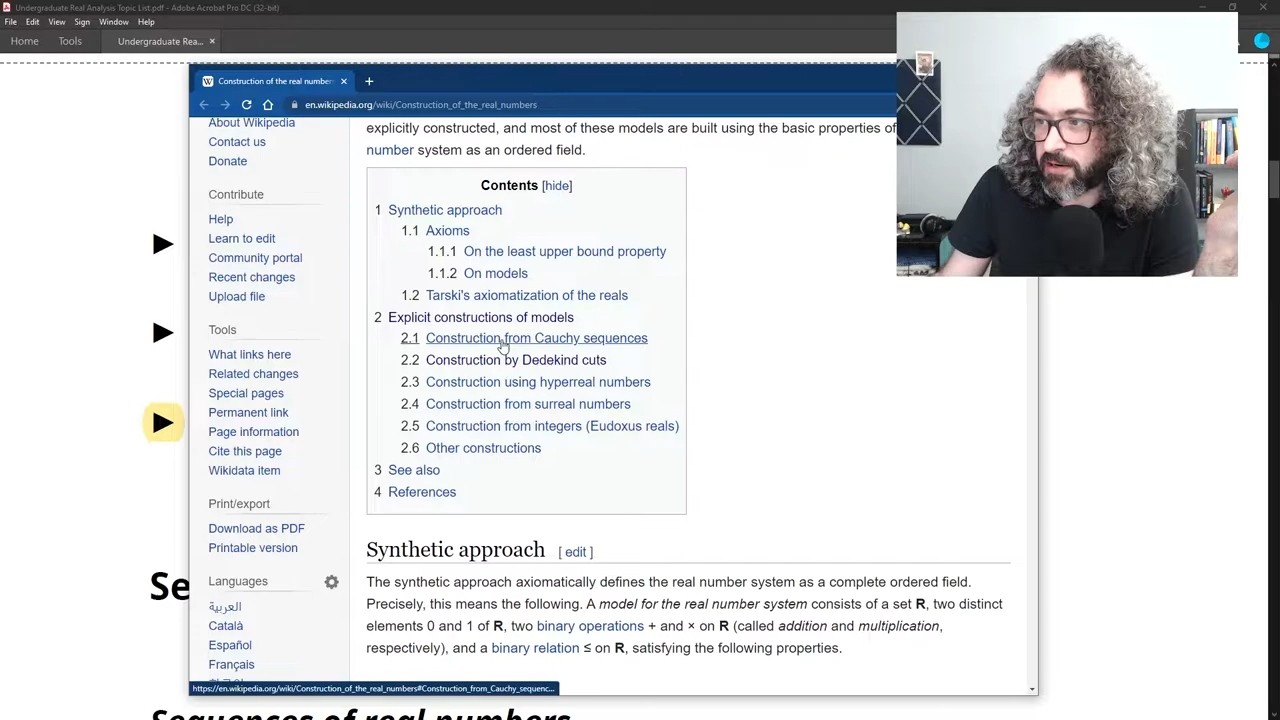 Undergraduate Real Analysis Topic List.pdf - Adobe Acrobat Pro DC (32-bit)
File Edit View Sign Window Help
Home Tools Undergraduate Rea... ×
Construction of the real numbers × +
en.wikipedia.org/wiki/Construction_of_the_real_numbers
About Wikipedia
Contact us
Donate
Contribute
Help
Learn to edit
Community portal
Recent changes
Upload file
Tools
What links here
Related changes
Special pages
Permanent link
Page information
Cite this page
Wikidata item
Print/export
Download as PDF
Printable version
Languages
العربية
Català
Español
Français
explicitly constructed, and most of these models are built using the basic properties of
number system as an ordered field.
Contents [hide]
1 Synthetic approach
1.1 Axioms
1.1.1 On the least upper bound property
1.1.2 On models
1.2 Tarski's axiomatization of the reals
2 Explicit constructions of models
2.1 Construction from Cauchy sequences
2.2 Construction by Dedekind cuts
2.3 Construction using hyperreal numbers
2.4 Construction from surreal numbers
2.5 Construction from integers (Eudoxus reals)
2.6 Other constructions
3 See also
4 References
Synthetic approach [ edit ]
The synthetic approach axiomatically defines the real number system as a complete ordered field.
Precisely, this means the following. A model for the real number system consists of a set R, two distinct
elements 0 and 1 of R, two binary operations + and × on R (called addition and multiplication,
respectively), and a binary relation ≤ on R, satisfying the following properties.
https://en.wikipedia.org/wiki/Construction_of_the_real_numbers#Construction_from_Cauchy_sequenc...
Se
Sequences of real numbers